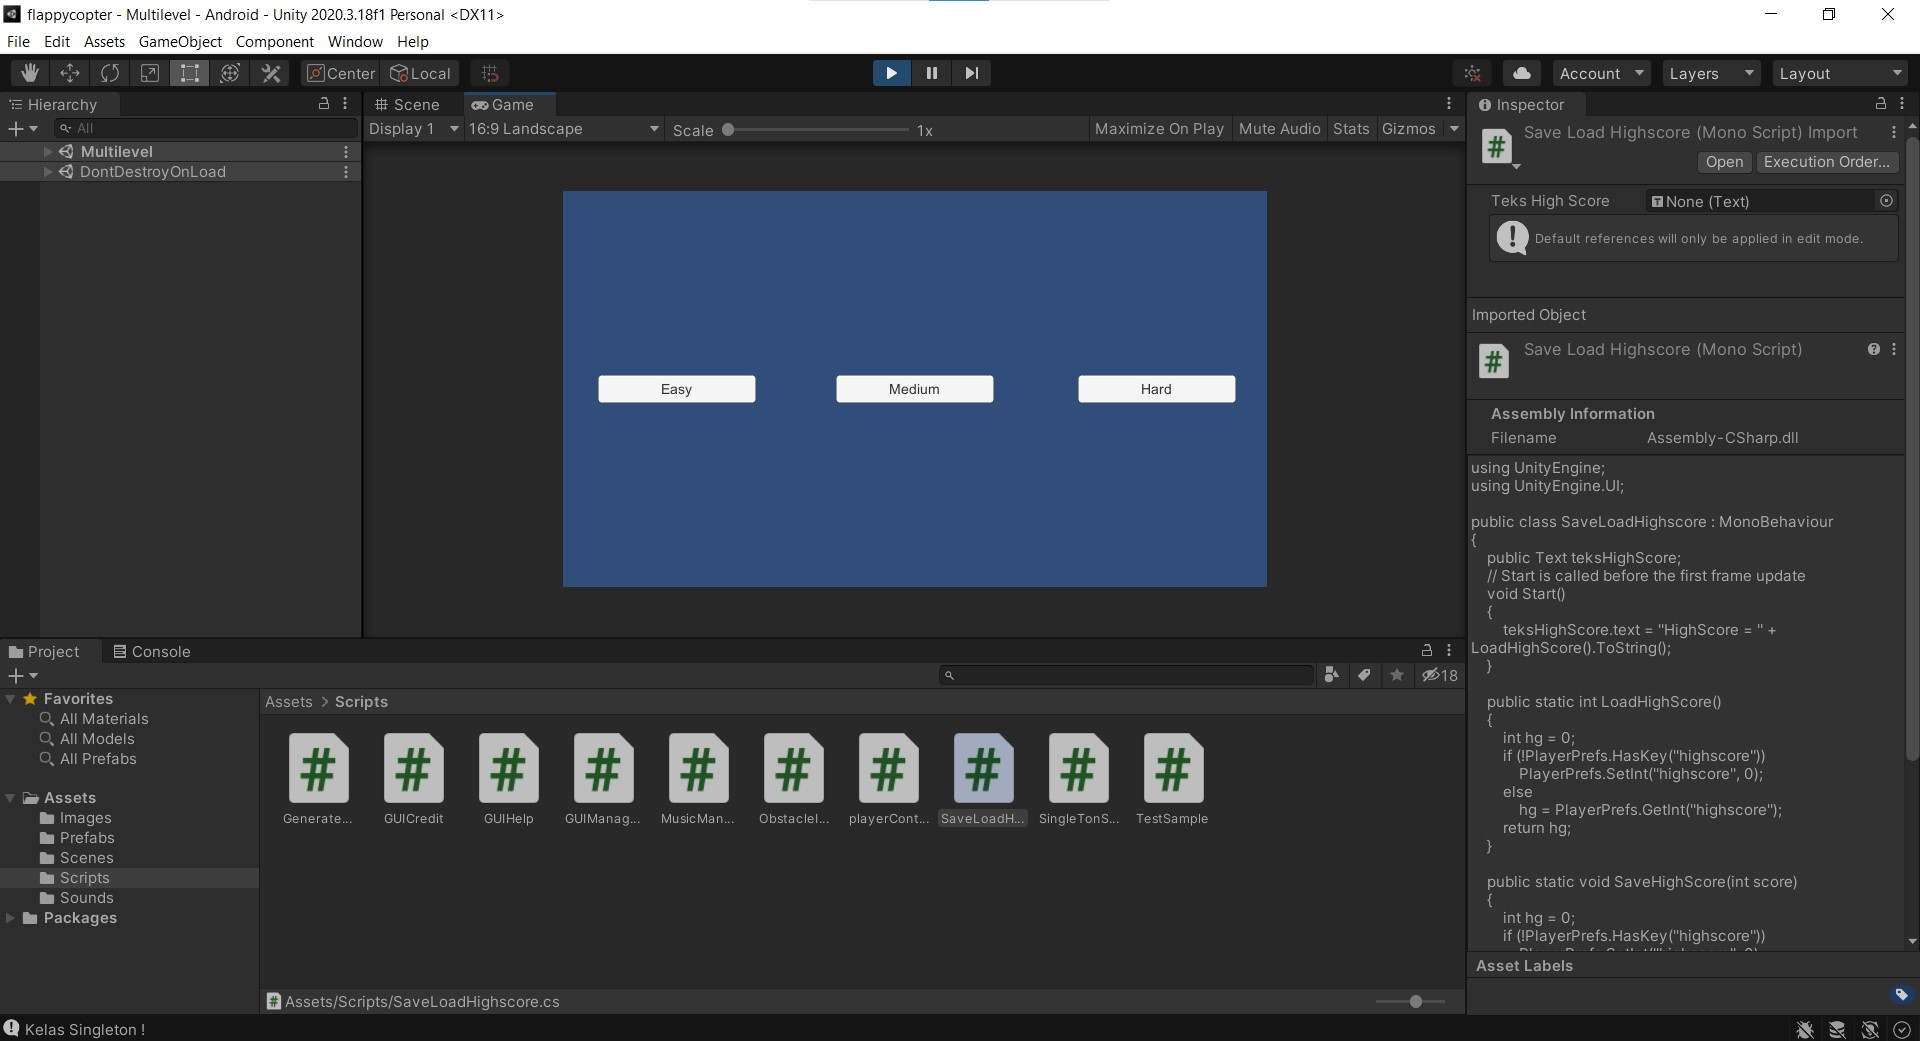 flappycopter - Multilevel - Android - Unity 2020.3.18f1 Personal <DX11>
File Edit Assets GameObject Component Window Help
Center Local Account Layers Layout
Hierarchy
All
Multilevel
DontDestroyOnLoad
Scene Game
Display 1 16:9 Landscape Scale 1x Maximize On Play Mute Audio Stats Gizmos
Easy Medium Hard
Inspector
Save Load Highscore (Mono Script) Import
Open Execution Order...
Teks High Score None (Text)
Default references will only be applied in edit mode.
Imported Object
Save Load Highscore (Mono Script)
Assembly Information
Filename Assembly-CSharp.dll
using UnityEngine;
using UnityEngine.UI;
public class SaveLoadHighscore : MonoBehaviour
{
public Text teksHighScore;
// Start is called before the first frame update
void Start()
{
teksHighScore.text = "HighScore = " +
LoadHighScore().ToString();
}
public static int LoadHighScore()
{
int hg = 0;
if (!PlayerPrefs.HasKey("highscore"))
PlayerPrefs.SetInt("highscore", 0);
else
hg = PlayerPrefs.GetInt("highscore");
return hg;
}
public static void SaveHighScore(int score)
{
int hg = 0;
if (!PlayerPrefs.HasKey("highscore"))
Asset Labels
Project Console
18
Favorites
All Materials
All Models
All Prefabs
Assets
Images
Prefabs
Scenes
Scripts
Sounds
Packages
Assets > Scripts
# # # # # # # # # #
Generate... GUICredit GUIHelp GUIManag... MusicMan... ObstacleI... playerCont... SaveLoadH... SingleTonS... TestSample
Assets/Scripts/SaveLoadHighscore.cs
Kelas Singleton !